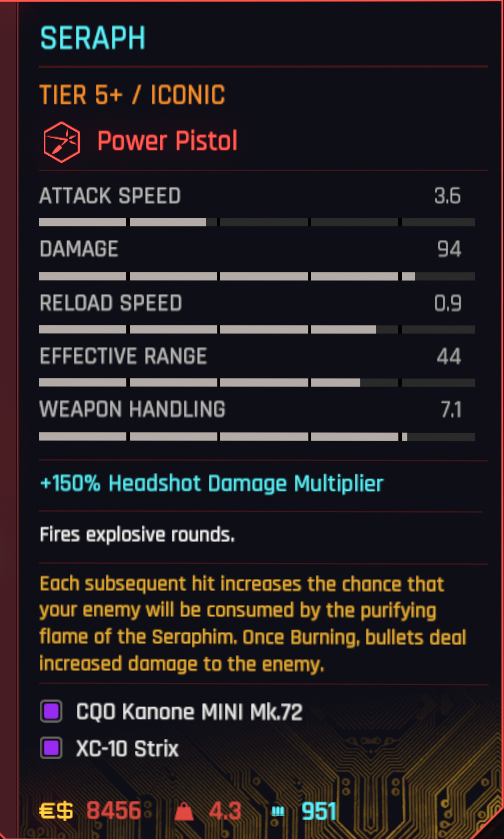 SERAPH
TIER 5+ / ICONIC
Power Pistol
ATTACK SPEED 3.6
DAMAGE 94
RELOAD SPEED 0.9
EFFECTIVE RANGE 44
WEAPON HANDLING 7.1
+150% Headshot Damage Multiplier
Fires explosive rounds.
Each subsequent hit increases the chance that
your enemy will be consumed by the purifying
flame of the Seraphim. Once Burning, bullets deal
increased damage to the enemy.
CQO Kanone MINI Mk.72
XC-10 Strix
€$ 8456 4.3 951